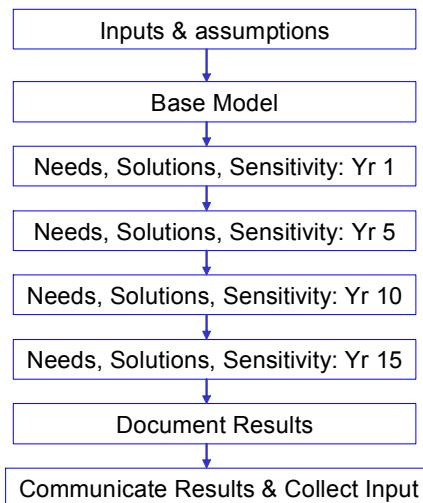 Inputs & assumptions
Base Model
Needs, Solutions, Sensitivity: Yr 1
Needs, Solutions, Sensitivity: Yr 5
Needs, Solutions, Sensitivity: Yr 10
Needs, Solutions, Sensitivity: Yr 15
Document Results
Communicate Results & Collect Input